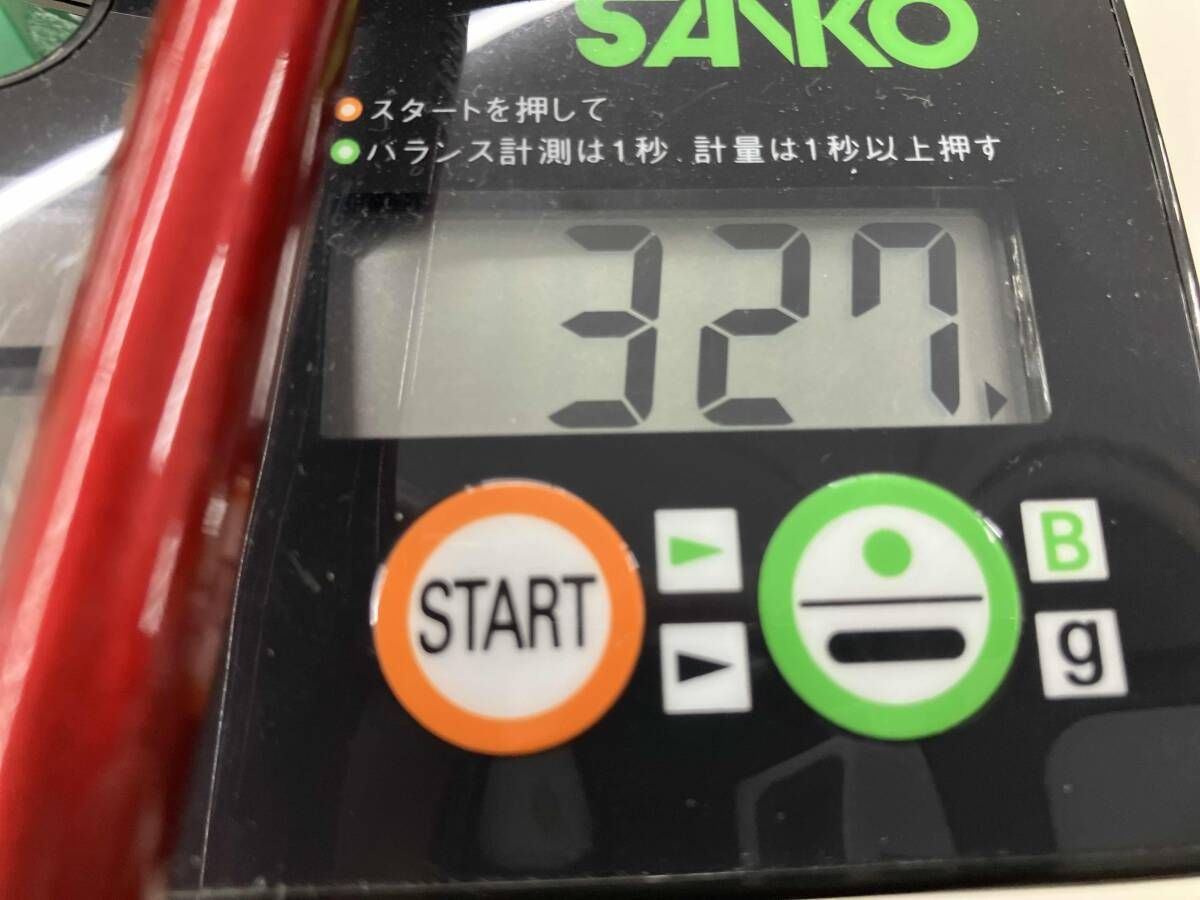 SANKO
スタートを押して
バランス計測は1秒、計量は1秒以上押す
327.
START
B
g